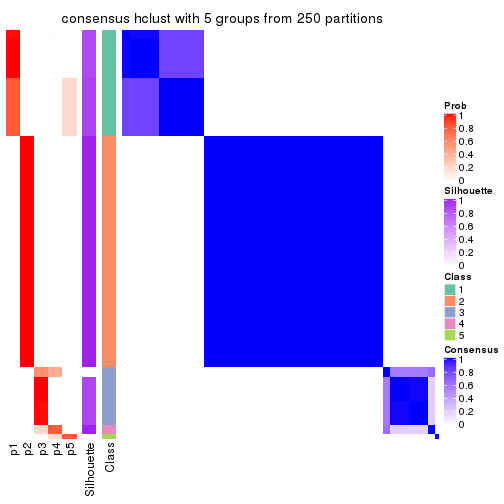 consensus hclust with 5 groups from 250 partitions
Prob
1
0.8
0.6
0.4
0.2
0
Silhouette
1
0.8
0.6
0.4
0.2
0
Class
1
2
3
4
5
Consensus
1
0.8
0.6
0.4
0.2
0
p1
p2
p3
p4
p5
Silhouette
Class